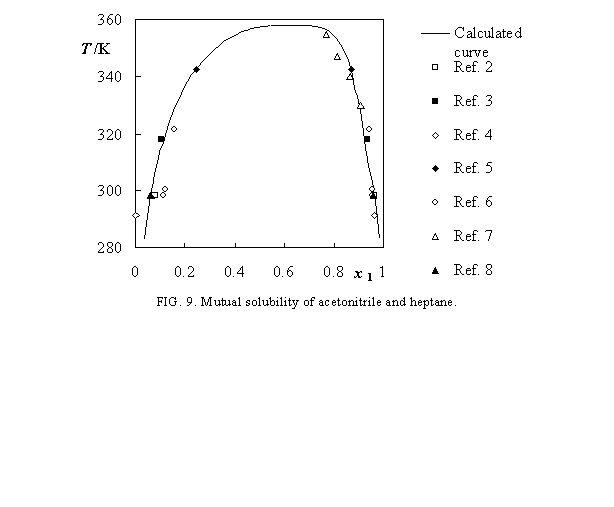 360
T/K
340
320
300
280
0 0.2 0.4 0.6 0.8 x1 1
Calculated
curve
Ref. 2
Ref. 3
Ref. 4
Ref. 5
Ref. 6
Ref. 7
Ref. 8
FIG. 9. Mutual solubility of acetonitrile and heptane.